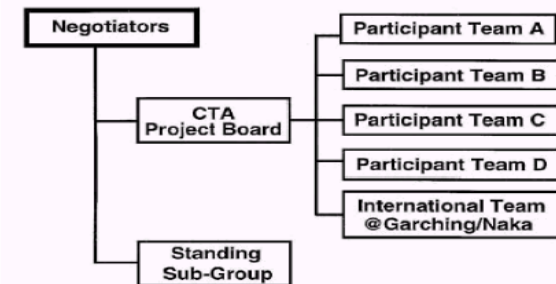 Negotiators
Participant Team A
Participant Team B
CTA
Project Board
Participant Team C
Participant Team D
International Team
@Garching/Naka
Standing
Sub-Group